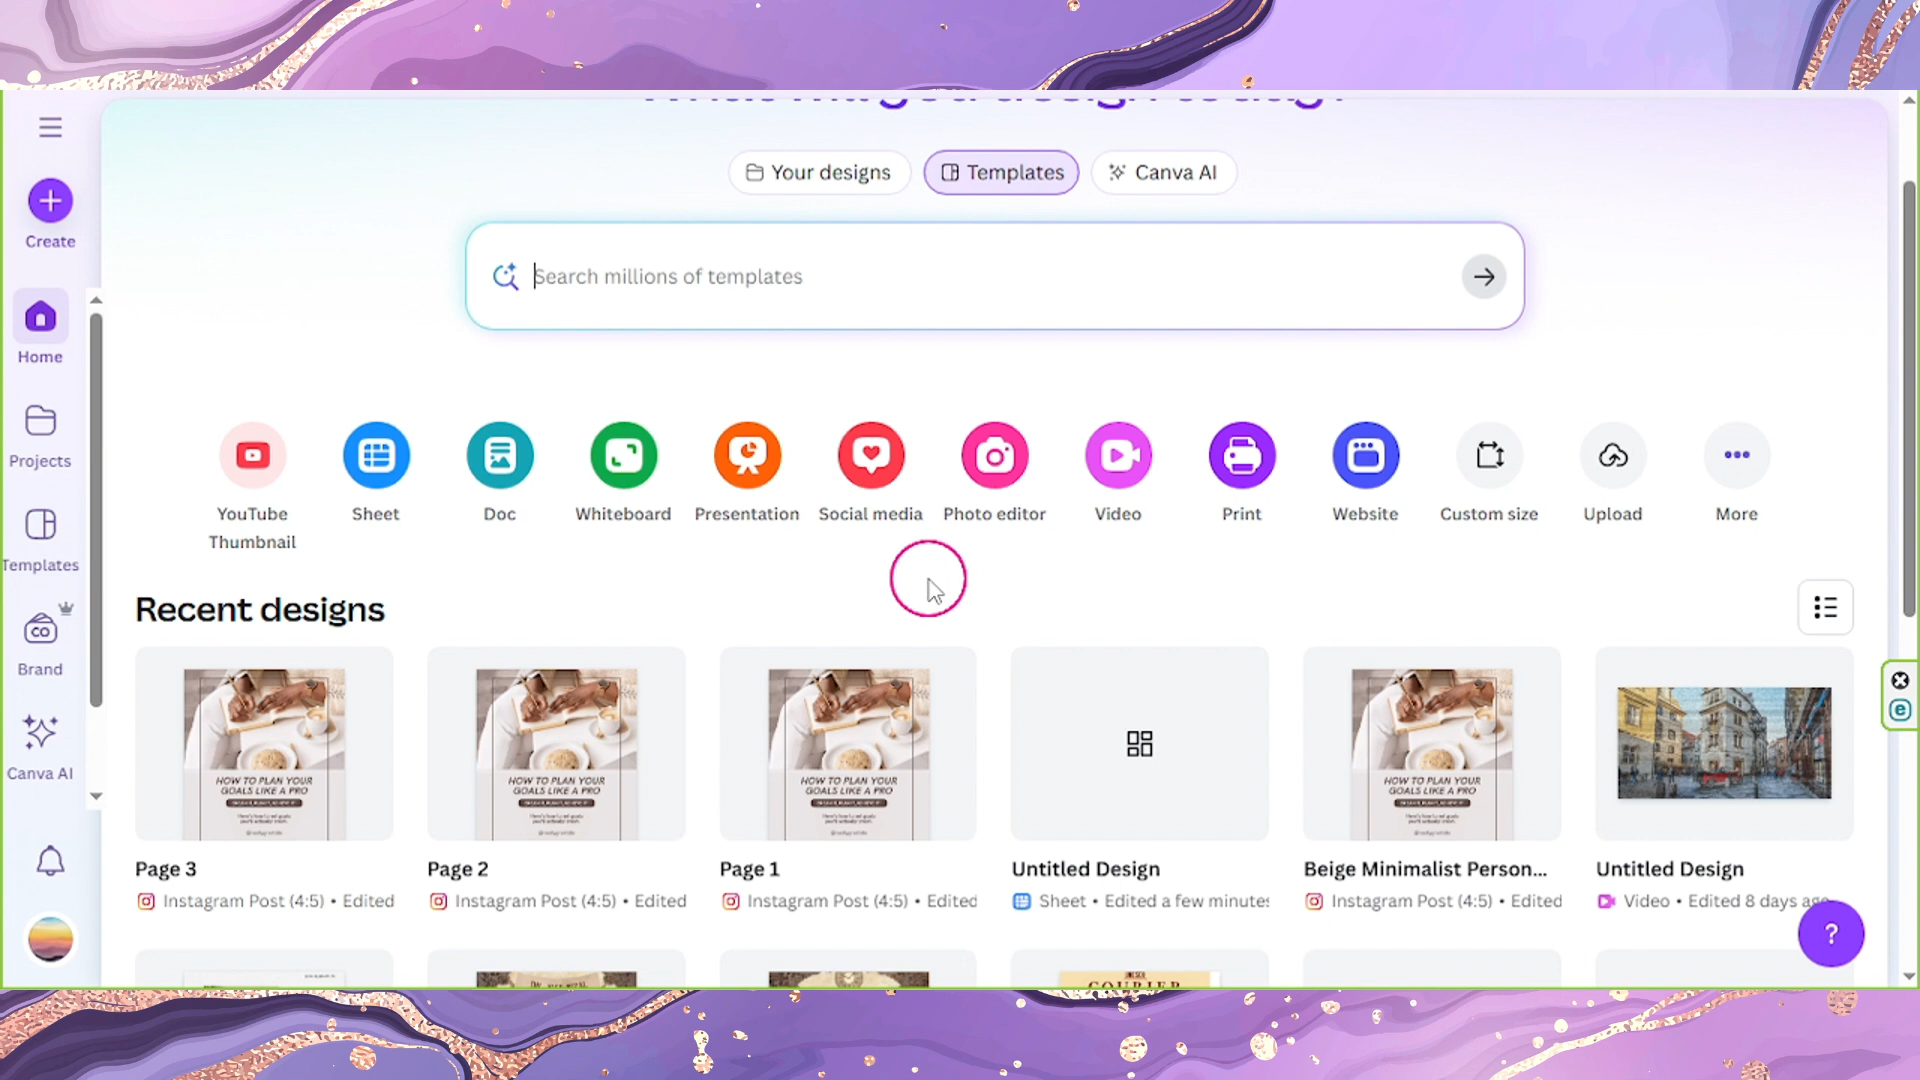 Your designs
Templates
Canva AI
Search millions of templates
Create
Home
Projects
Templates
Brand
Canva AI
YouTube
Thumbnail
Sheet
Doc
Whiteboard
Presentation
Social media
Photo editor
Video
Print
Website
Custom size
Upload
More
Recent designs
HOW TO PLAN YOUR
GOALS LIKE A PRO
HOW TO PLAN YOUR
GOALS LIKE A PRO
HOW TO PLAN YOUR
GOALS LIKE A PRO
HOW TO PLAN YOUR
GOALS LIKE A PRO
Page 3
Instagram Post (4:5) • Edited
Page 2
Instagram Post (4:5) • Edited
Page 1
Instagram Post (4:5) • Edited
Untitled Design
Sheet • Edited a few minutes
Beige Minimalist Person...
Instagram Post (4:5) • Edited
Untitled Design
Video • Edited 8 days ago
?
COURIER